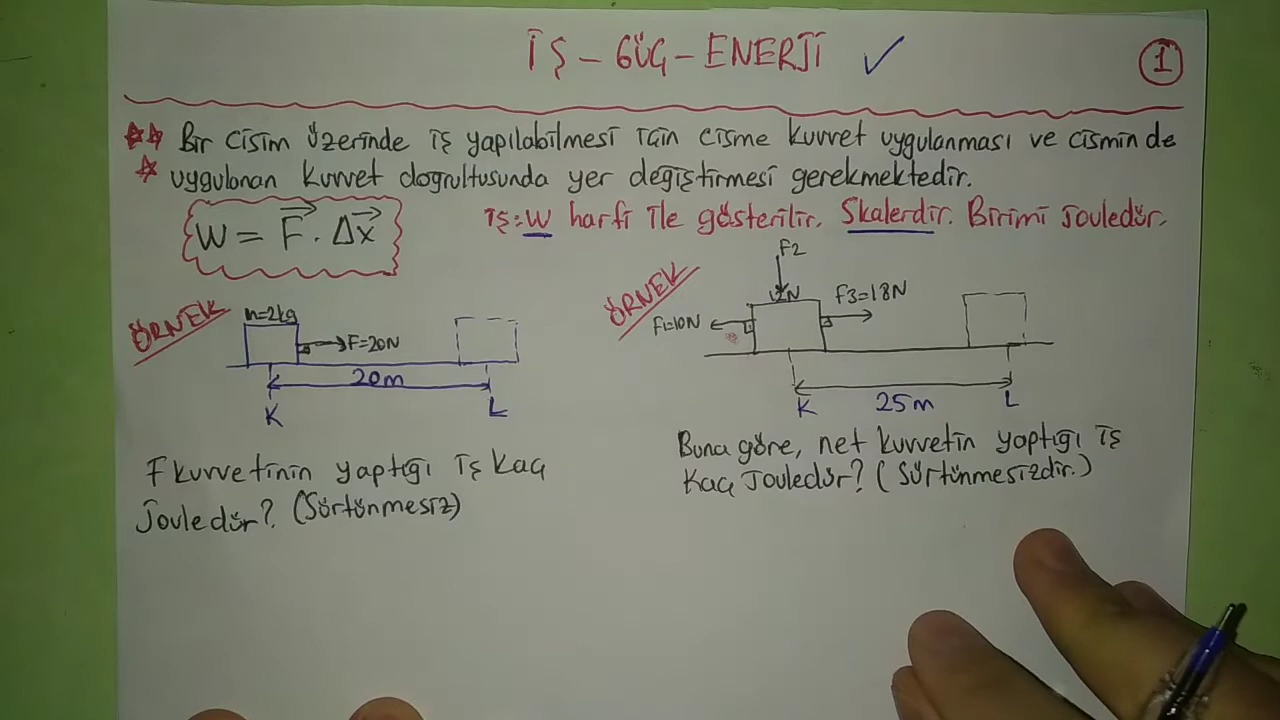 İŞ - GÜÇ - ENERJİ ✓
1
** Bir cisim üzerinde iş yapılabilmesi için cisme kuvvet uygulanması ve cismin de
* uygulanan kuvvet doğrultusunda yer değiştirmesi gerekmektedir.
W = F . Δx
İş: W harfi ile gösterilir. Skalerdir. Birimi jouledür.
ÖRNEK
m=2kg
F=20N
20m
K
L
F kuvvetinin yaptığı iş kaç
jouledür? (Sürtünmesiz)
ÖRNEK
F2
F1=10N
F3=18N
25m
K
L
Buna göre, net kuvvetin yaptığı iş
kaç jouledür? (Sürtünmesizdir.)